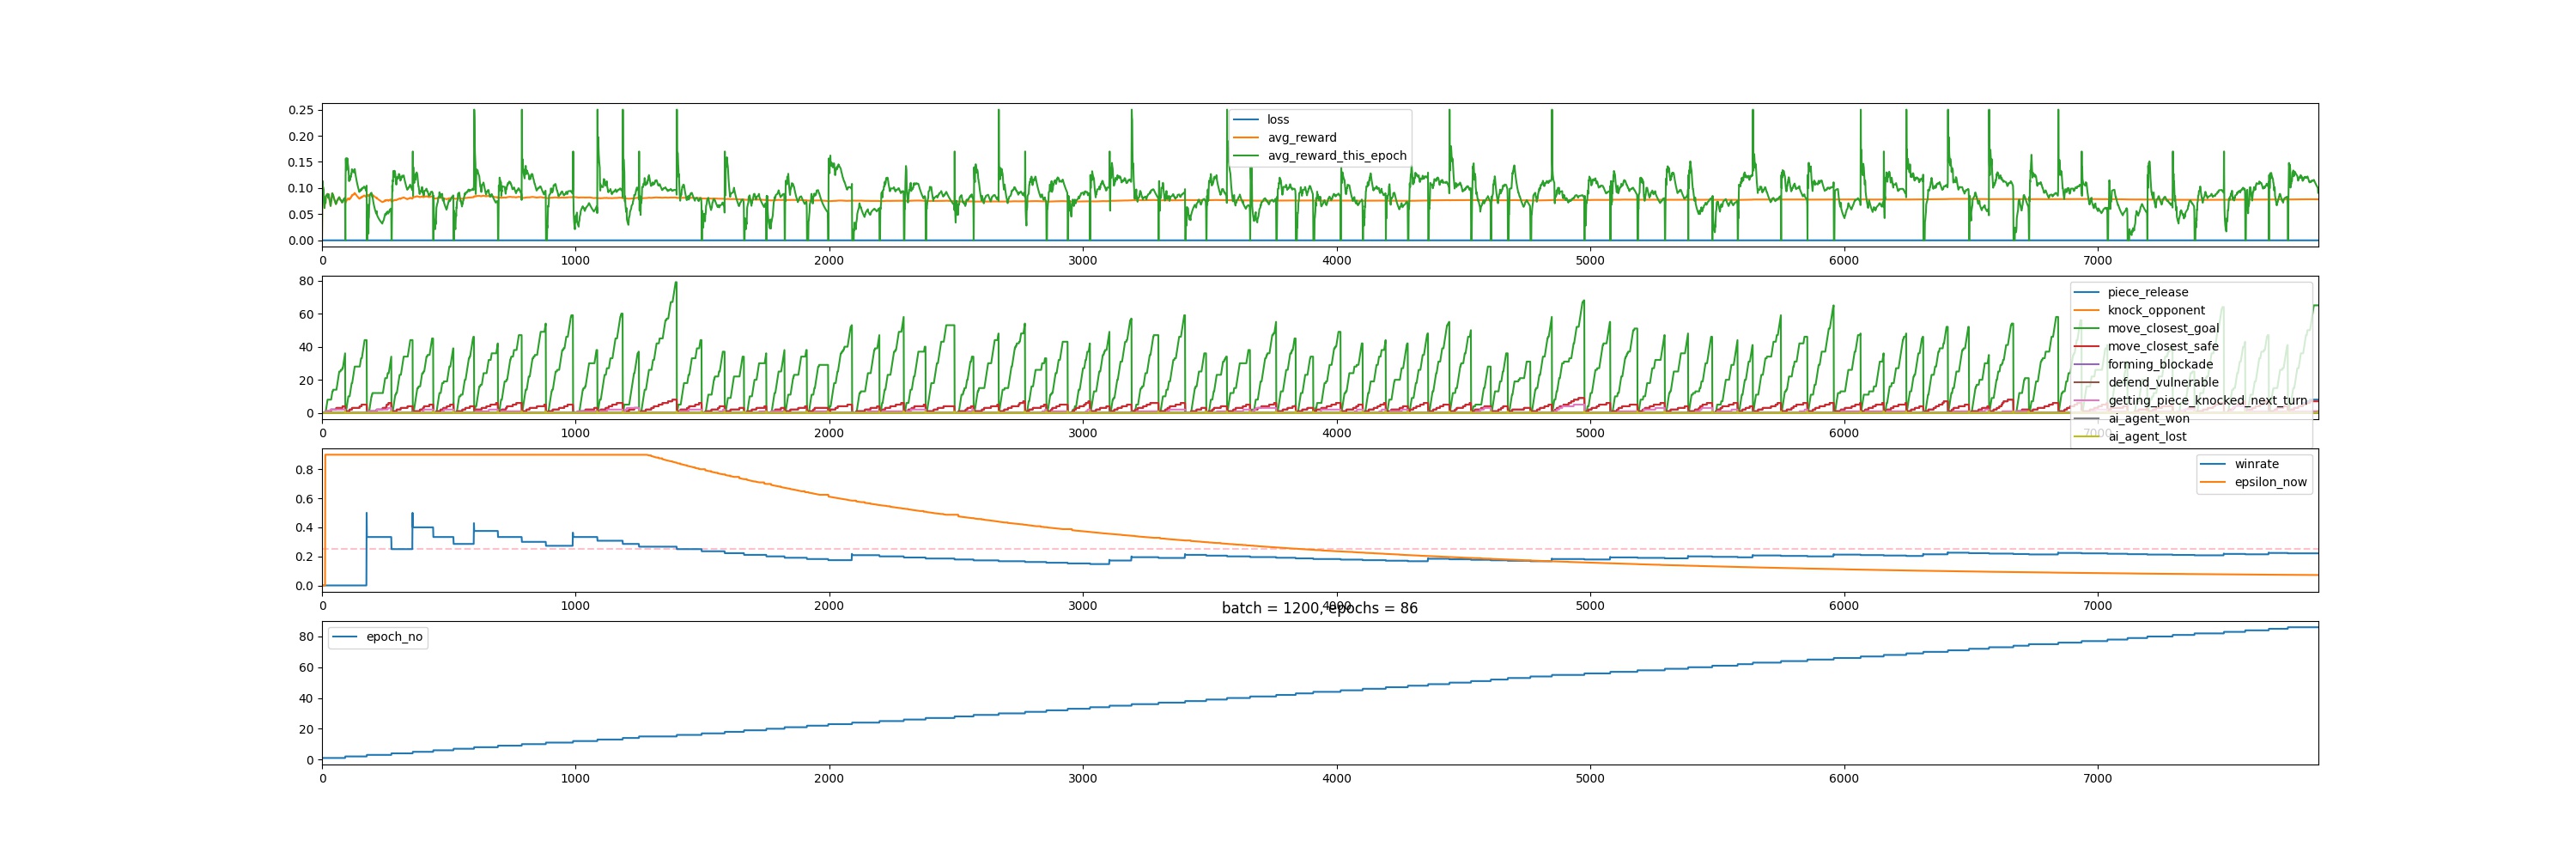 0.25
0.20
0.15
0.10
0.05
0.00
loss
avg_reward
avg_reward_this_epoch
0 1000 2000 3000 4000 5000 6000 7000
80
60
40
20
0
piece_release
knock_opponent
move_closest_goal
move_closest_safe
forming_blockade
defend_vulnerable
getting_piece_knocked_next_turn
ai_agent_won
ai_agent_lost
0 1000 2000 3000 4000 5000 6000 7000
0.8
0.6
0.4
0.2
0.0
winrate
epsilon_now
0 1000 2000 3000 4000 5000 6000 7000
batch = 1200, epochs = 86
80
60
40
20
0
epoch_no
0 1000 2000 3000 4000 5000 6000 7000